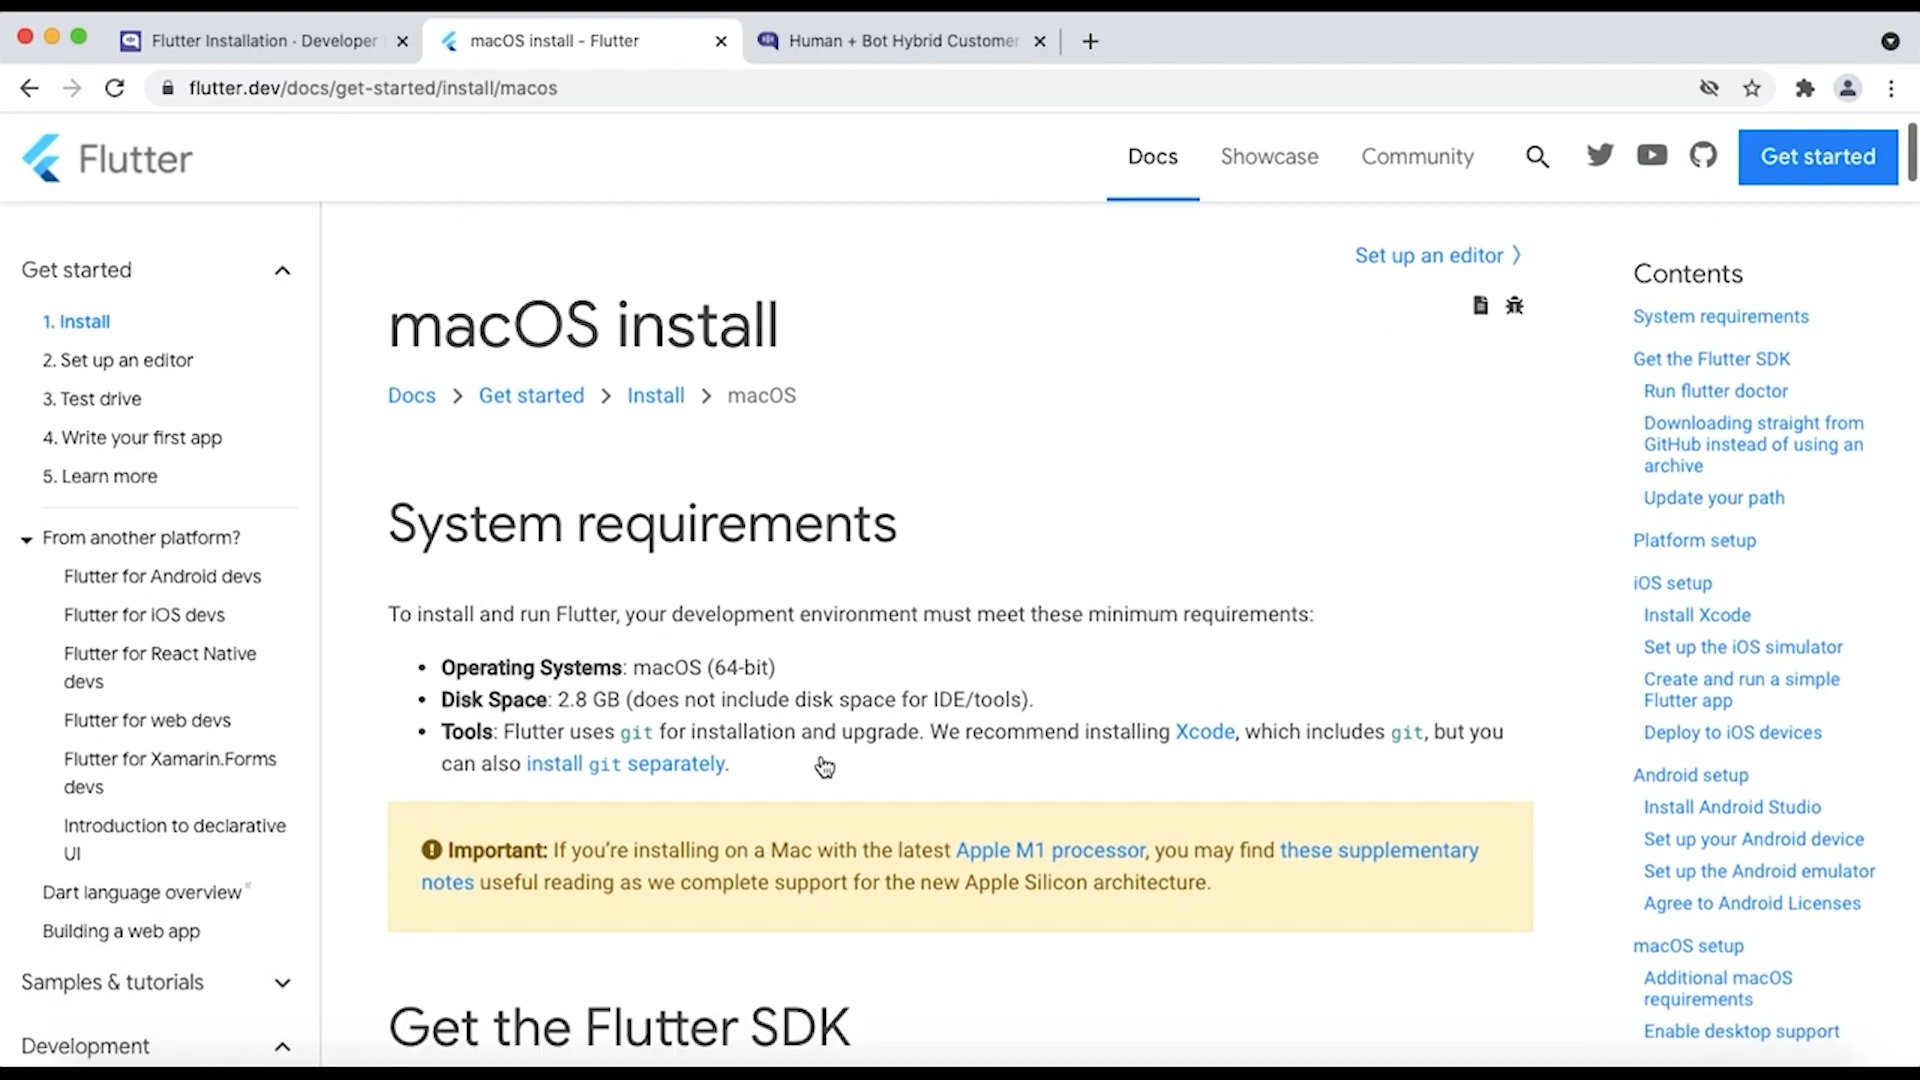 Flutter Installation · Developer
macOS install - Flutter
Human + Bot Hybrid Customer
flutter.dev/docs/get-started/install/macos
Flutter
Docs
Showcase
Community
Get started
Get started
1. Install
2. Set up an editor
3. Test drive
4. Write your first app
5. Learn more
From another platform?
Flutter for Android devs
Flutter for iOS devs
Flutter for React Native
devs
Flutter for web devs
Flutter for Xamarin.Forms
devs
Introduction to declarative
UI
Dart language overview
Building a web app
Samples & tutorials
Development
Set up an editor
macOS install
Docs > Get started > Install > macOS
System requirements
To install and run Flutter, your development environment must meet these minimum requirements:
• Operating Systems: macOS (64-bit)
• Disk Space: 2.8 GB (does not include disk space for IDE/tools).
• Tools: Flutter uses git for installation and upgrade. We recommend installing Xcode, which includes git, but you
can also install git separately.
Important: If you’re installing on a Mac with the latest Apple M1 processor, you may find these supplementary
notes useful reading as we complete support for the new Apple Silicon architecture.
Get the Flutter SDK
Contents
System requirements
Get the Flutter SDK
Run flutter doctor
Downloading straight from
GitHub instead of using an
archive
Update your path
Platform setup
iOS setup
Install Xcode
Set up the iOS simulator
Create and run a simple
Flutter app
Deploy to iOS devices
Android setup
Install Android Studio
Set up your Android device
Set up the Android emulator
Agree to Android Licenses
macOS setup
Additional macOS
requirements
Enable desktop support